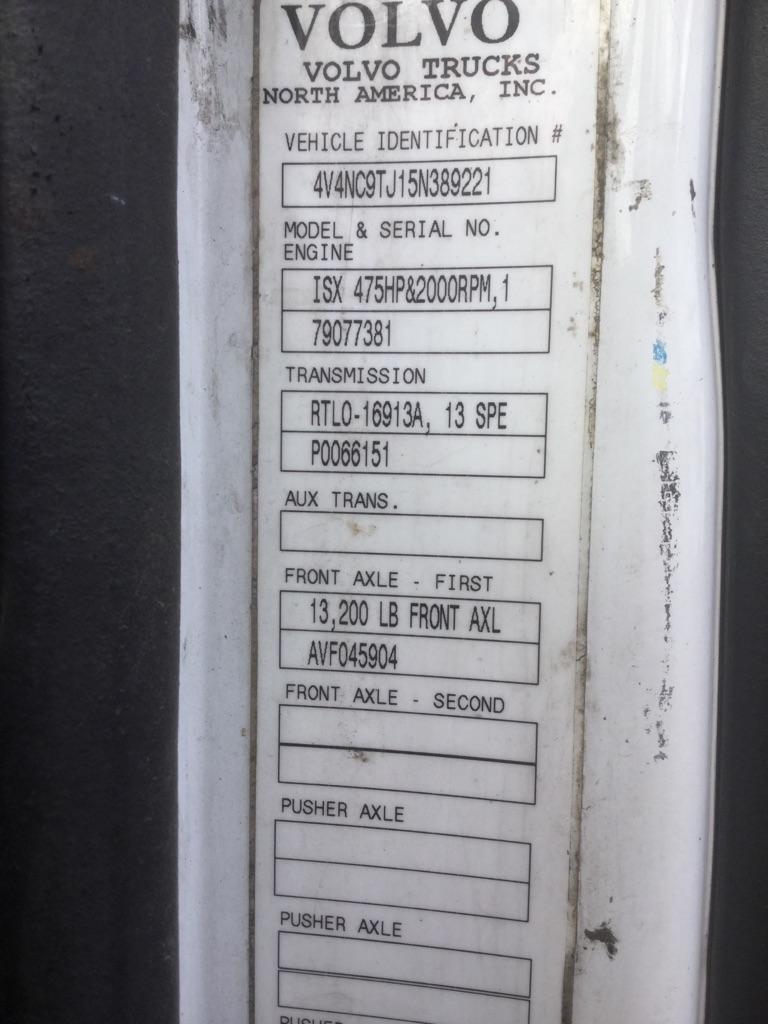 VOLVO
VOLVO TRUCKS
NORTH AMERICA, INC.
VEHICLE IDENTIFICATION #
4V4NC9TJ15N389221
MODEL & SERIAL NO.
ENGINE
ISX 475HP&2000RPM,1
79077381
TRANSMISSION
RTLO-16913A, 13 SPE
P0066151
AUX TRANS.
FRONT AXLE - FIRST
13,200 LB FRONT AXL
AVF045904
FRONT AXLE - SECOND
PUSHER AXLE
PUSHER AXLE
PUSHER